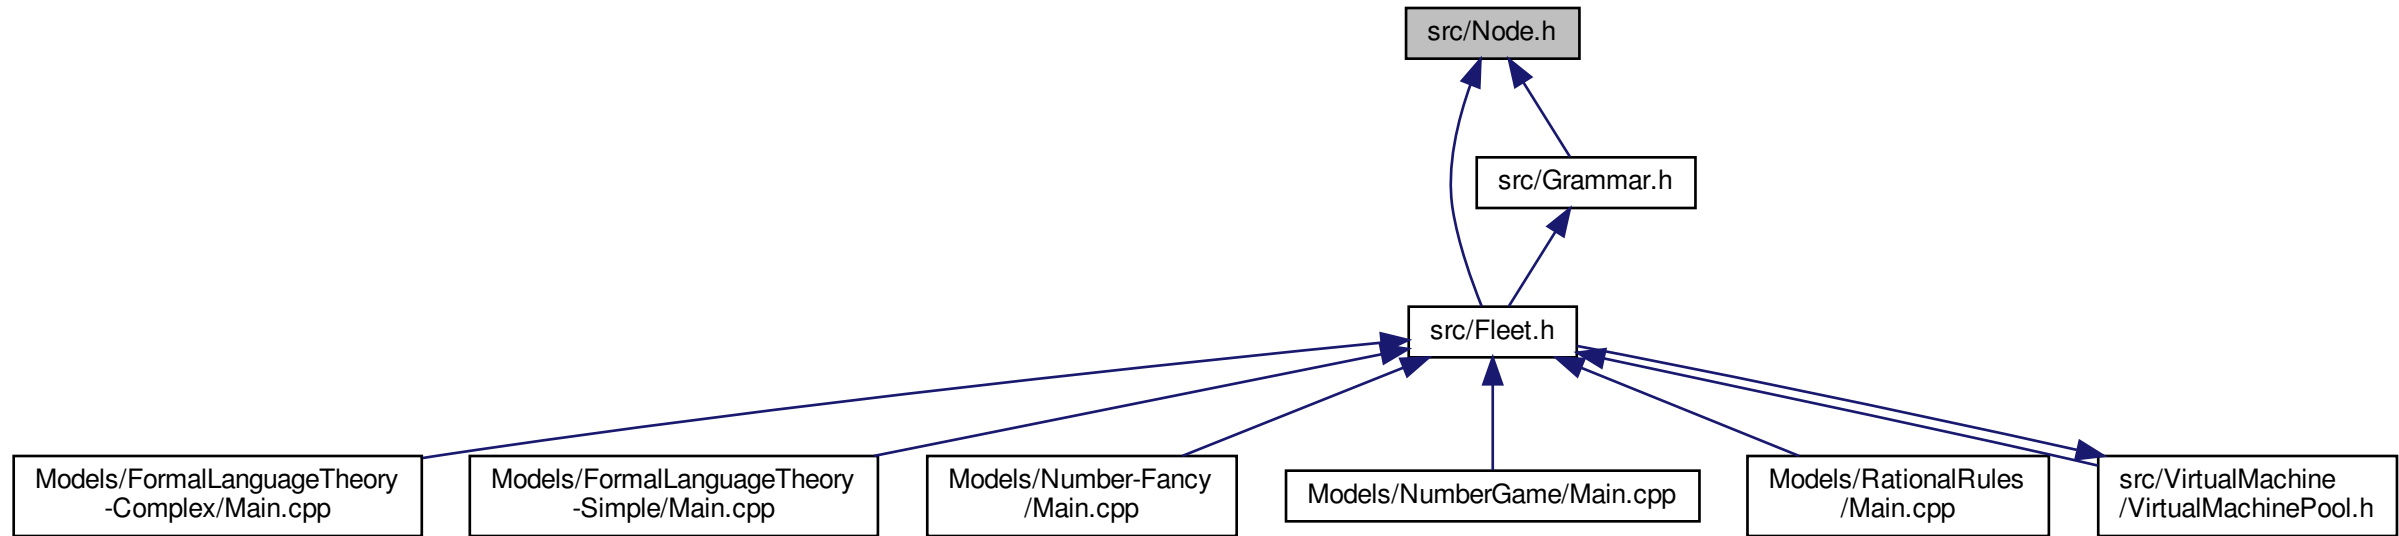 src/Node.h
src/Grammar.h
src/Fleet.h
Models/FormalLanguageTheory
-Complex/Main.cpp
Models/FormalLanguageTheory
-Simple/Main.cpp
Models/Number-Fancy
/Main.cpp
Models/NumberGame/Main.cpp
Models/RationalRules
/Main.cpp
src/VirtualMachine
/VirtualMachinePool.h